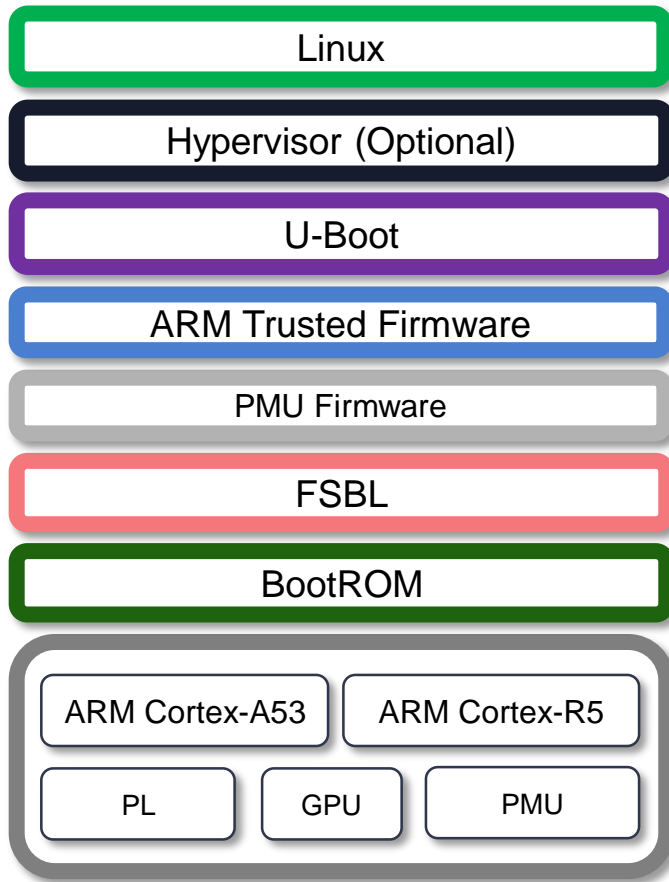 Linux
Hypervisor (Optional)
U-Boot
ARM Trusted Firmware
PMU Firmware
FSBL
BootROM
ARM Cortex-A53
ARM Cortex-R5
PL
GPU
PMU